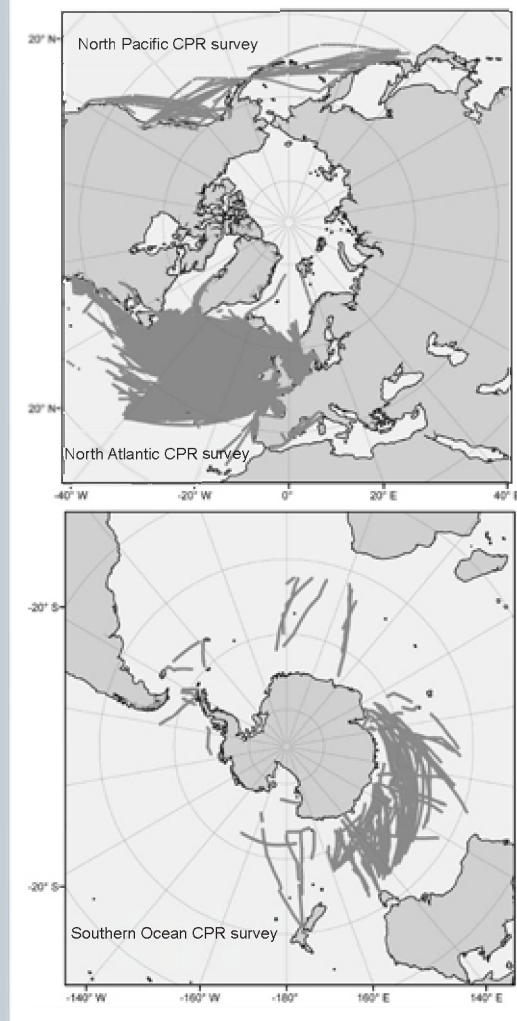 20° N
North Pacific CPR survey
20° N
North Atlantic CPR survey
-40° W -20° W 0° 20° E 40° E
-20° S
-20° S
Southern Ocean CPR survey
-140° W -160° W -180° 160° E 140° E